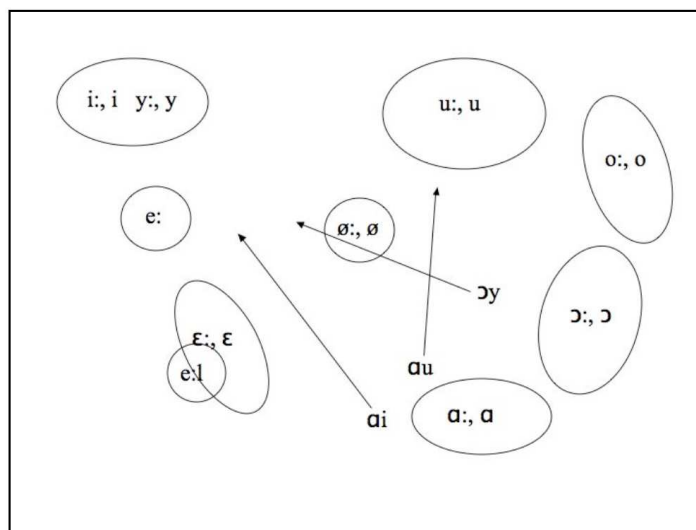 i:, i y:, y
u:, u
o:, o
e:
ø:, ø
ɔy
ɔ:, ɔ
ɛ:, ɛ
e:l
ɑu
ɑi
ɑ:, ɑ